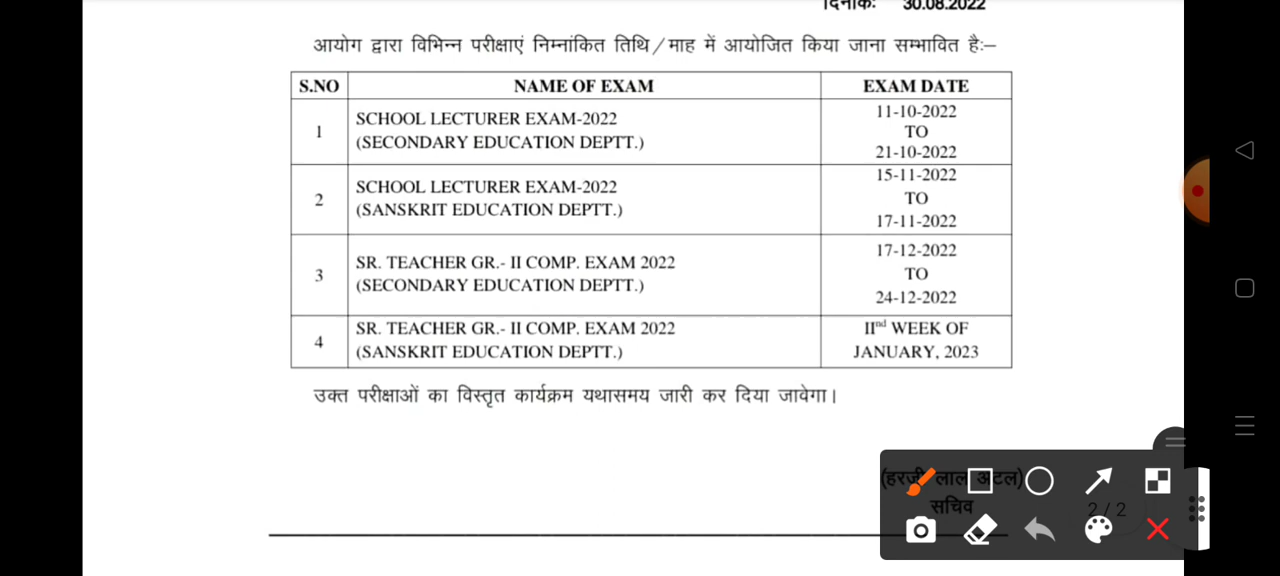 दिनांकः 30.08.2022
आयोग द्वारा विभिन्न परीक्षाएं निम्नांकित तिथि/माह में आयोजित किया जाना सम्भावित हैः–
S.NO NAME OF EXAM EXAM DATE
1 SCHOOL LECTURER EXAM-2022 (SECONDARY EDUCATION DEPTT.) 11-10-2022 TO 21-10-2022
2 SCHOOL LECTURER EXAM-2022 (SANSKRIT EDUCATION DEPTT.) 15-11-2022 TO 17-11-2022
3 SR. TEACHER GR.- II COMP. EXAM 2022 (SECONDARY EDUCATION DEPTT.) 17-12-2022 TO 24-12-2022
4 SR. TEACHER GR.- II COMP. EXAM 2022 (SANSKRIT EDUCATION DEPTT.) IInd WEEK OF JANUARY, 2023
उक्त परीक्षाओं का विस्तृत कार्यक्रम यथासमय जारी कर दिया जावेगा।
(हरजी लाल अटल)
सचिव
2 / 2